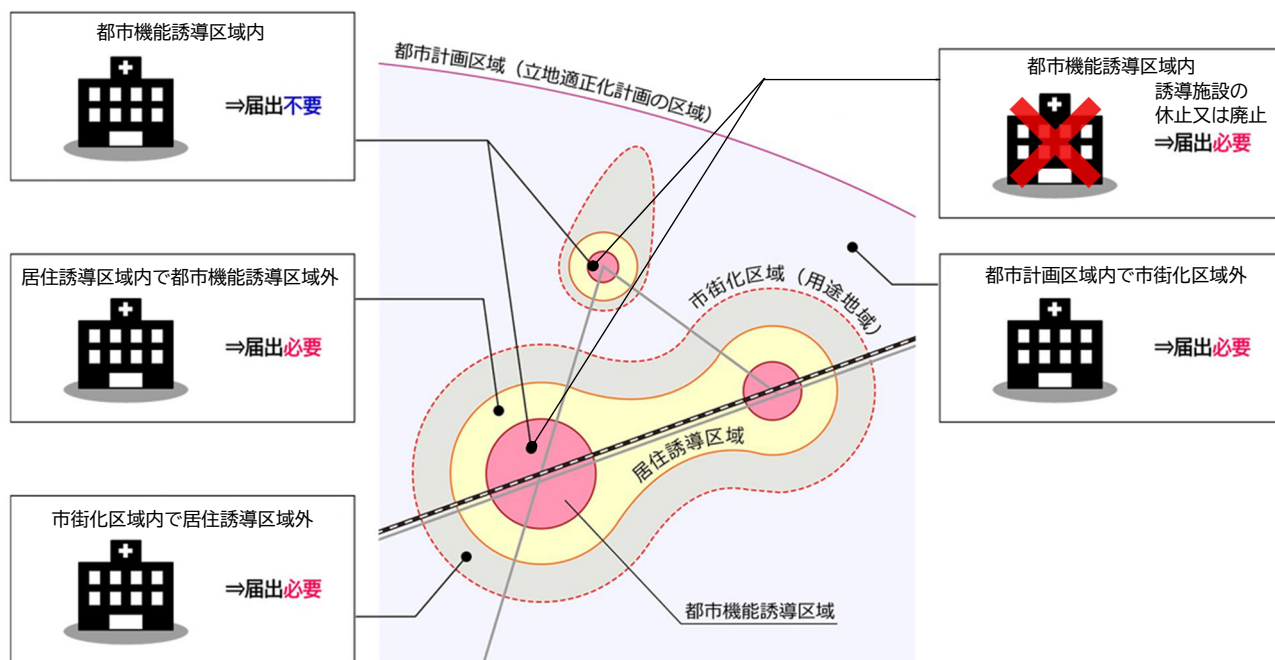 都市機能誘導区域内
⇒届出不要
居住誘導区域内で都市機能誘導区域外
⇒届出必要
市街化区域内で居住誘導区域外
⇒届出必要
都市計画区域（立地適正化計画の区域）
市街化区域（用途地域）
居住誘導区域
都市機能誘導区域
都市機能誘導区域内
誘導施設の
休止又は廃止
⇒届出必要
都市計画区域内で市街化区域外
⇒届出必要